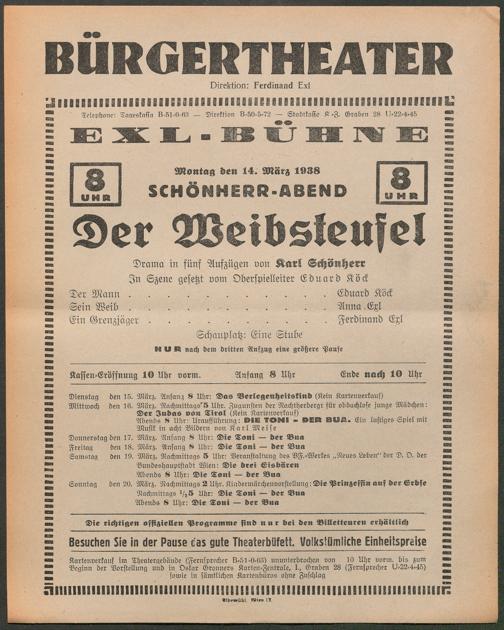 BÜRGERTHEATER
Direktion: Ferdinand Exl
Telephone: Tageskassa B-51-0-63 — Direktion B-50-5-72 — Stadtkasse K.J. Graben 28 U-22-4-45
EXL-BÜHNE
8 UHR
Montag den 14. März 1938
8 UHR
SCHÖNHERR-ABEND
Der Weibsteufel
Drama in fünf Aufzügen von Karl Schönherr
In Szene gesetzt vom Oberspielleiter Eduard Köck
Der Mann . . . . . . . . . . . . Eduard Köck
Sein Weib . . . . . . . . . . . . Anna Exl
Ein Grenzjäger . . . . . . . . . . . . Ferdinand Exl
Schauplatz: Eine Stube
NUR nach dem dritten Aufzug eine größere Pause
Kassen-Eröffnung 10 Uhr vorm. Anfang 8 Uhr Ende nach 10 Uhr
Dienstag den 15. März, Anfang 8 Uhr: Das Verlegenheitskind (Kein Kartenverkauf)
Mittwoch den 16. März, Nachmittags 5 Uhr. Zugunsten der Nachtherberge für obdachlose junge Mädchen:
Der Judas von Tirol (Kein Kartenverkauf)
Abends 8 Uhr: Uraufführung: DIE TONI – DER BUA. Ein lustiges Spiel mit
Musik in acht Bildern von Karl Meise
Donnerstag den 17. März, Anfang 8 Uhr: Die Toni — der Bua
Freitag den 18. März, Anfang 8 Uhr: Die Toni — der Bua
Samstag den 19. März, Nachmittags 5 Uhr: Veranstaltung des VF.-Werkes „Neues Leben" der V. F. der
Bundeshauptstadt Wien: Die drei Eisbären
Abends 8 Uhr: Die Toni — der Bua
Sonntag den 20. März, Nachmittags 2 Uhr. Kindermärchenvorstellung: Die Prinzessin auf der Erbse
Nachmittags ½5 Uhr: Die Toni — der Bua
Abends 8 Uhr: Die Toni — der Bua
Die richtigen offiziellen Programme sind nur bei den Billetteuren erhältlich
Besuchen Sie in der Pause das gute Theaterbüfett. Volkstümliche Einheitspreise
Kartenverkauf im Theatergebäude (Fernsprecher B-51-0-63) ununterbrochen von 10 Uhr vorm. bis zum
Beginn der Vorstellung und in Oskar Gronners Karten-Zentrale, I., Graben 28 (Fernsprecher U-22-4-45)
sowie in sämtlichen Kartenbüros ohne Zuschlag
Elbemühl, Wien IX.